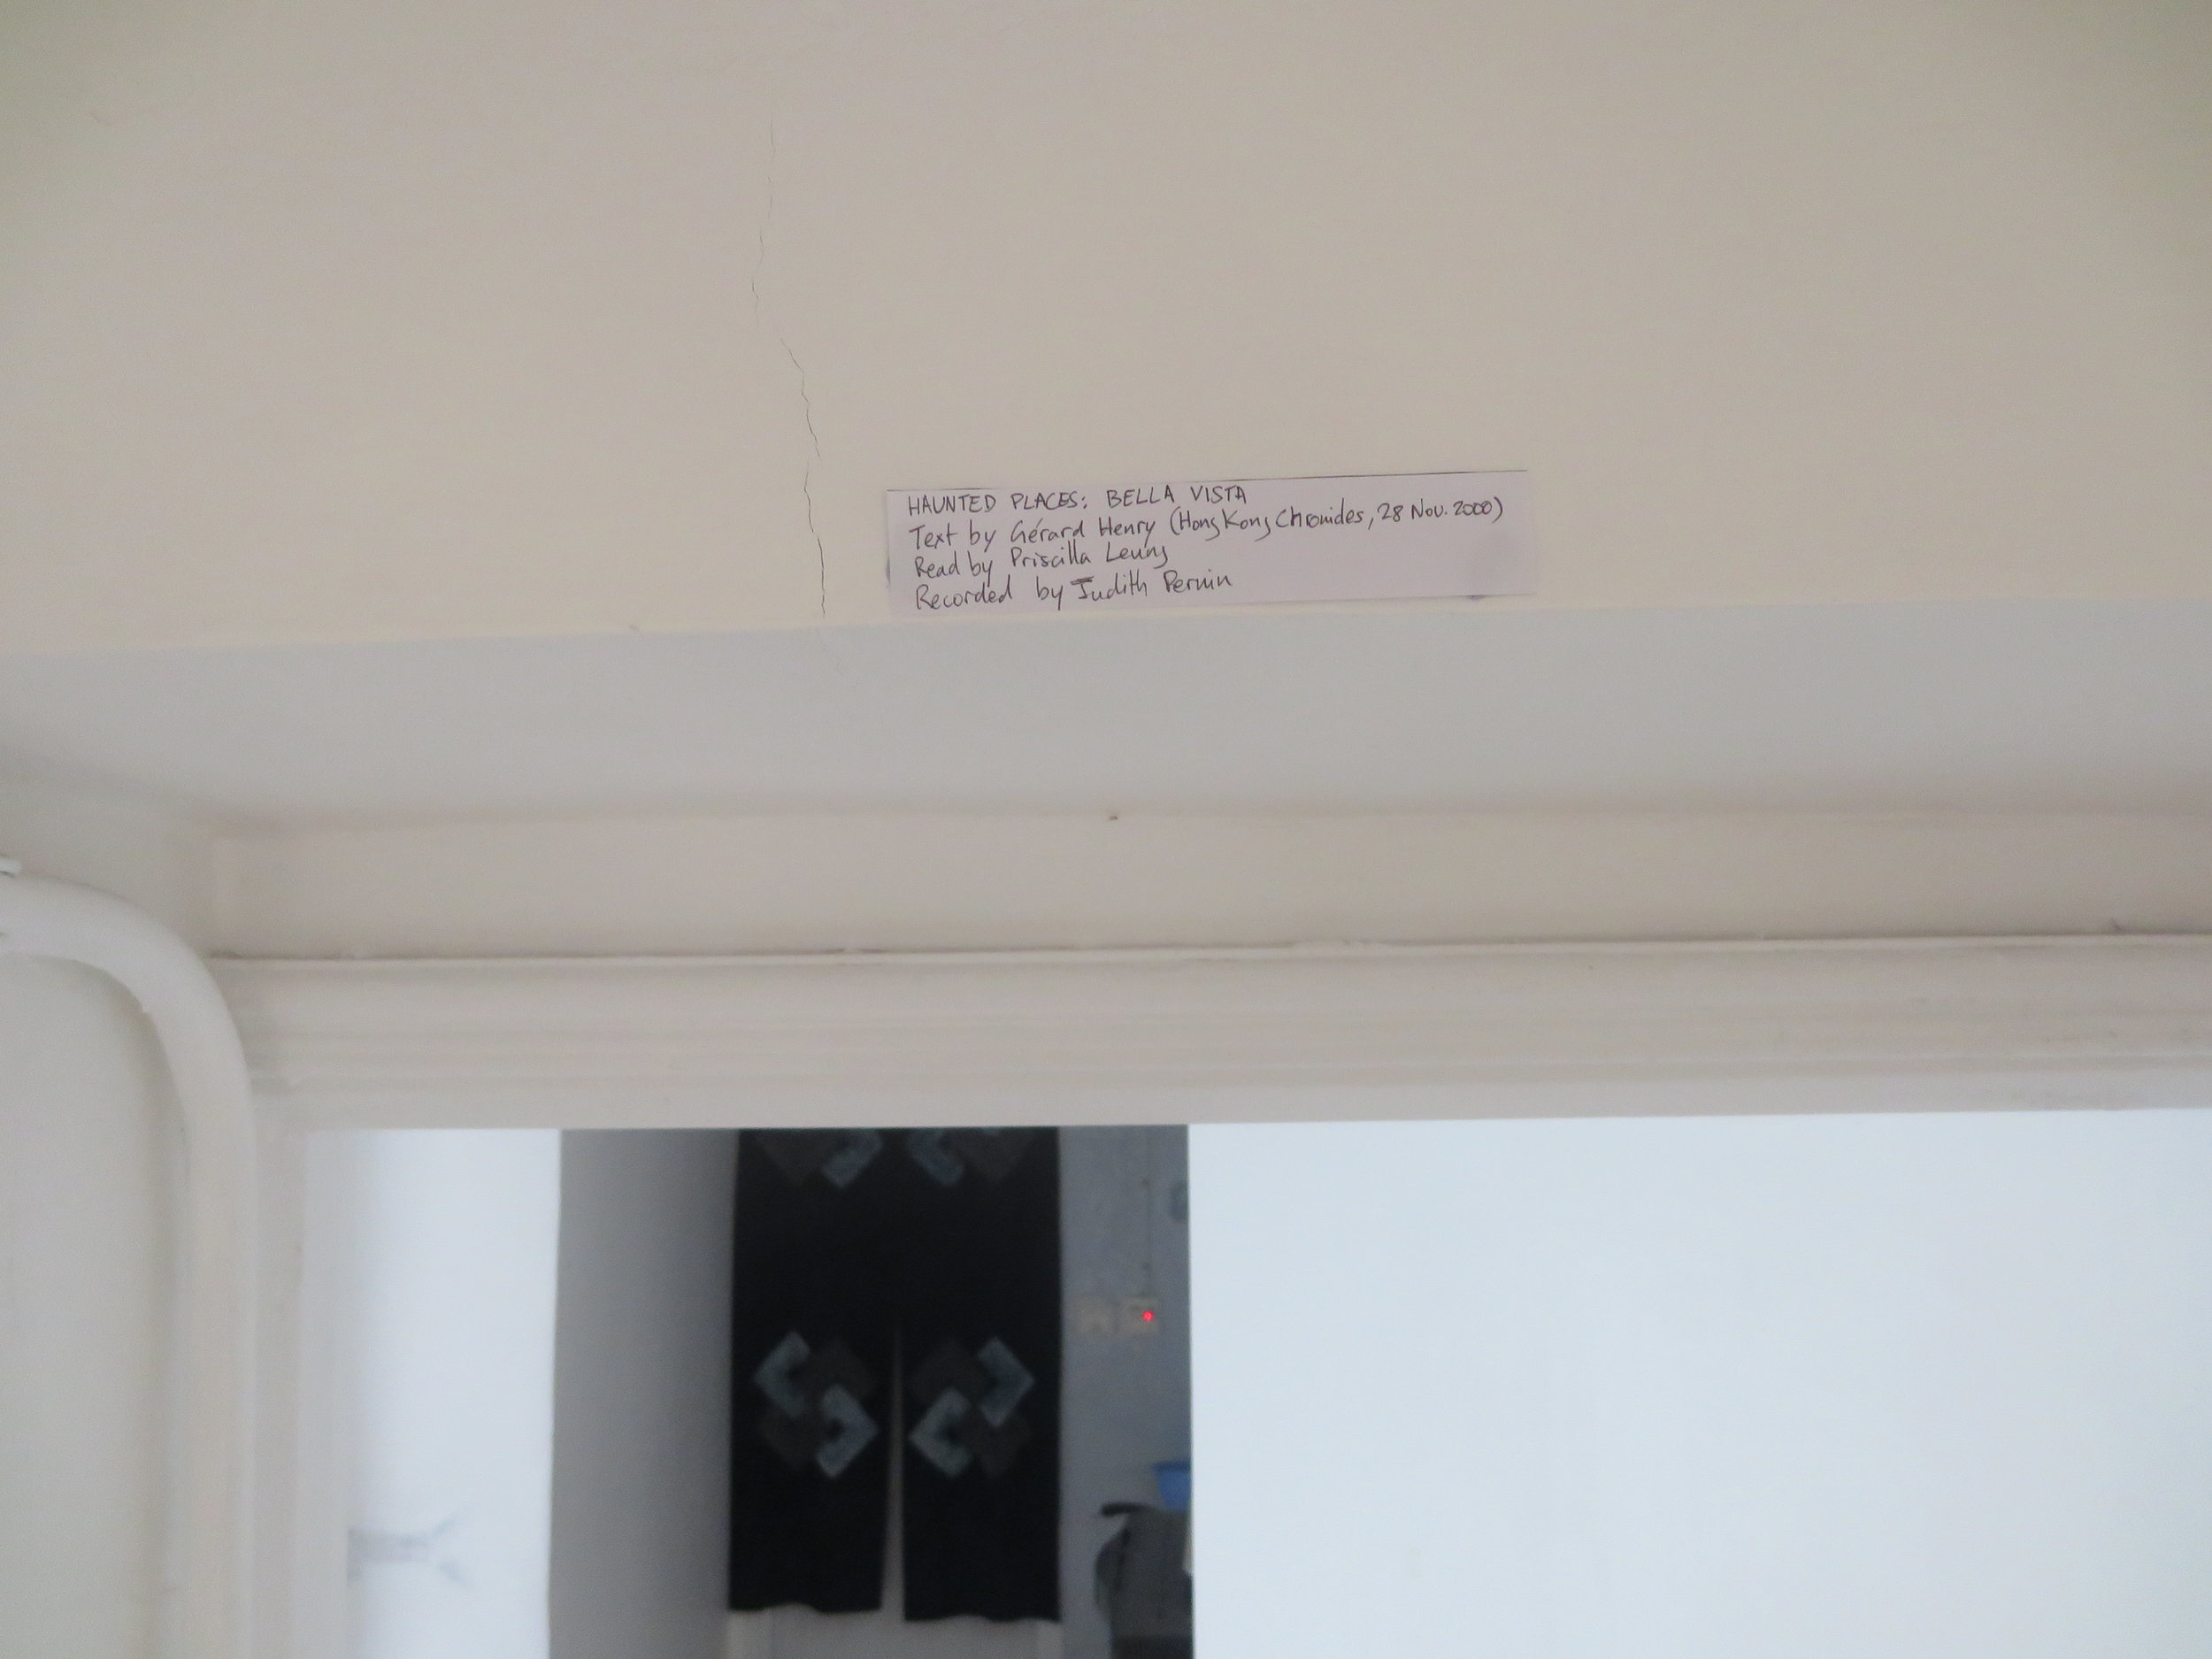 HAUNTED PLACES: BELLA VISTA
Text by Gérard Henry (Hong Kong Chronicles, 28 Nov. 2000)
Read by Priscilla Leung
Recorded by Judith Pernin